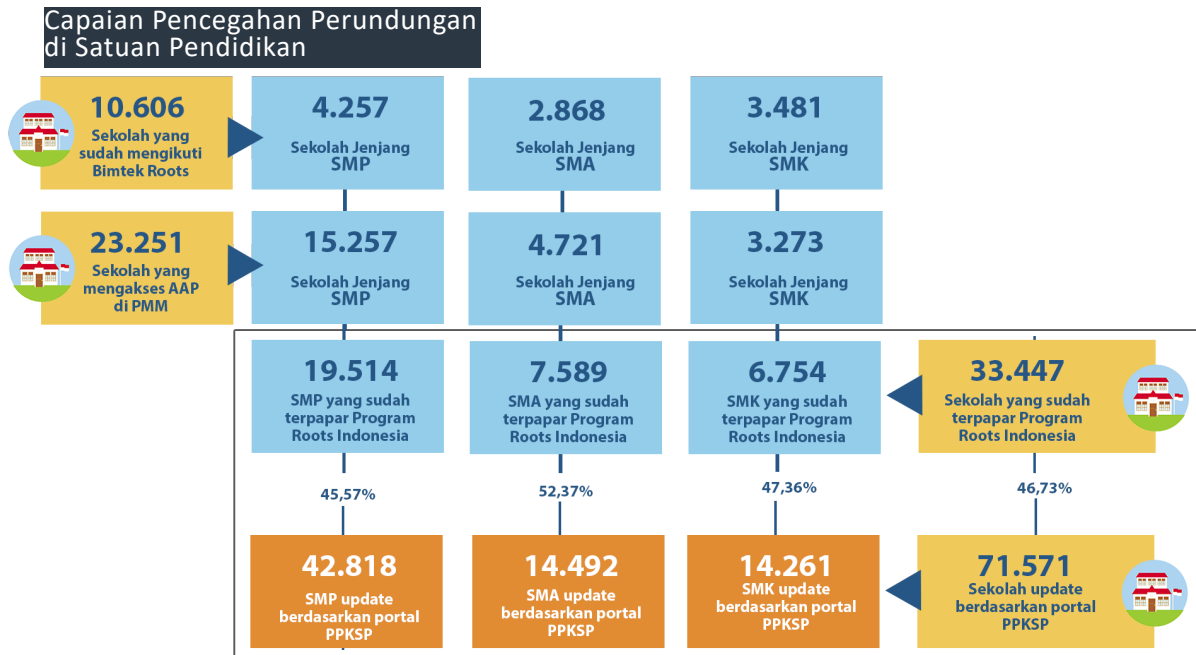 Capaian Pencegahan Perundungan
di Satuan Pendidikan
10.606
Sekolah yang
sudah mengikuti
Bimtek Roots
4.257
Sekolah Jenjang
SMP
2.868
Sekolah Jenjang
SMA
3.481
Sekolah Jenjang
SMK
23.251
Sekolah yang
mengakses AAP
di PMM
15.257
Sekolah Jenjang
SMP
4.721
Sekolah Jenjang
SMA
3.273
Sekolah Jenjang
SMK
19.514
SMP yang sudah
terpapar Program
Roots Indonesia
7.589
SMA yang sudah
terpapar Program
Roots Indonesia
6.754
SMK yang sudah
terpapar Program
Roots Indonesia
33.447
Sekolah yang sudah
terpapar Program
Roots Indonesia
45,57%
52,37%
47,36%
46,73%
42.818
SMP update
berdasarkan portal
PPKSP
14.492
SMA update
berdasarkan portal
PPKSP
14.261
SMK update
berdasarkan portal
PPKSP
71.571
Sekolah update
berdasarkan portal
PPKSP